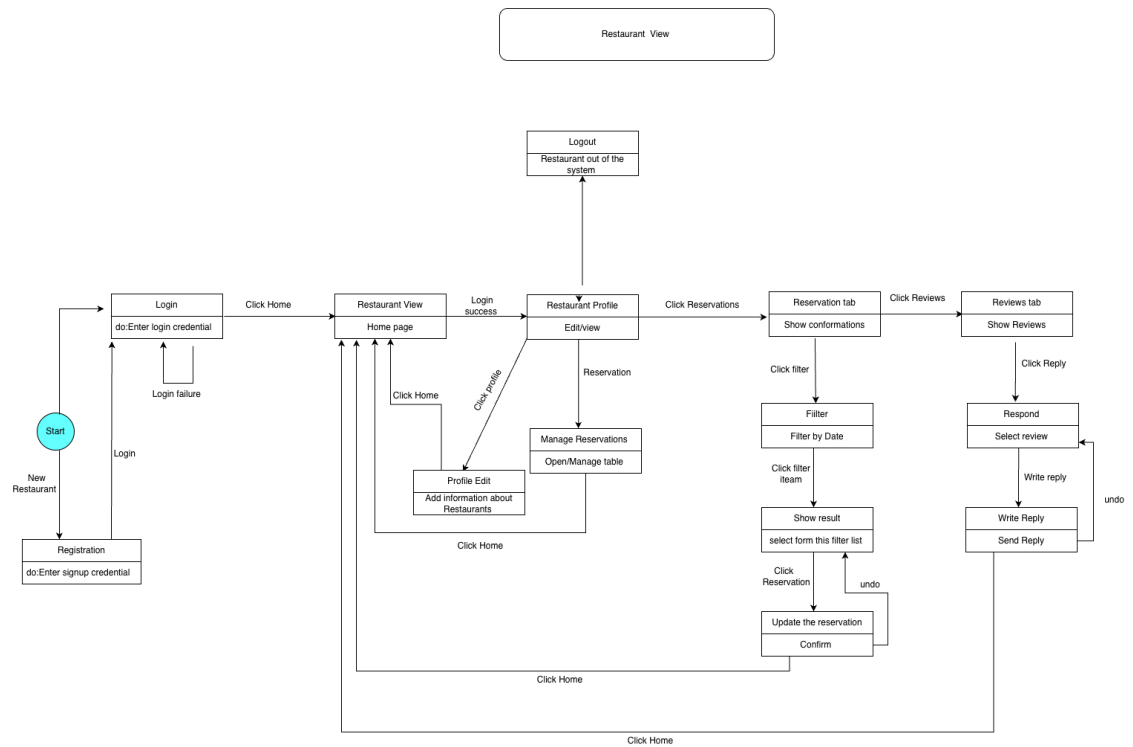 Restaurant View
Logout
Restaurant out of the
system
Login
do:Enter login credential
Click Home
Restaurant View
Home page
Login
success
Restaurant Profile
Edit/view
Click Reservations
Reservation tab
Show conformations
Click Reviews
Reviews tab
Show Reviews
Login failure
Click Home
Click profile
Reservation
Click filter
Click Reply
Start
Login
New
Restaurant
Manage Reservations
Open/Manage table
Fiilter
Filter by Date
Respond
Select review
Profile Edit
Add information about
Restaurants
Click filter
iteam
Write reply
undo
Click Home
Show result
select form this filter list
Write Reply
Send Reply
Registration
do:Enter signup credential
Click
Reservation
undo
Update the reservation
Confirm
Click Home
Click Home